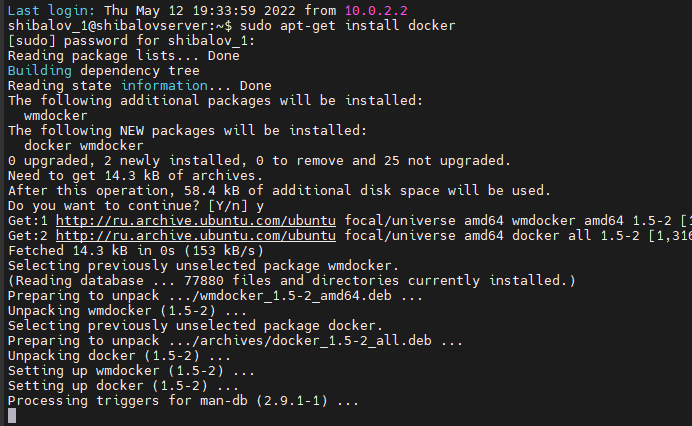 Last login: Thu May 12 19:33:59 2022 from 10.0.2.2
shibalov_1@shibalovserver:~$ sudo apt-get install docker
[sudo] password for shibalov_1:
Reading package lists... Done
Building dependency tree
Reading state information... Done
The following additional packages will be installed:
  wmdocker
The following NEW packages will be installed:
  docker wmdocker
0 upgraded, 2 newly installed, 0 to remove and 25 not upgraded.
Need to get 14.3 kB of archives.
After this operation, 58.4 kB of additional disk space will be used.
Do you want to continue? [Y/n] y
Get:1 http://ru.archive.ubuntu.com/ubuntu focal/universe amd64 wmdocker amd64 1.5-2 [1
Get:2 http://ru.archive.ubuntu.com/ubuntu focal/universe amd64 docker all 1.5-2 [1,316
Fetched 14.3 kB in 0s (153 kB/s)
Selecting previously unselected package wmdocker.
(Reading database ... 77880 files and directories currently installed.)
Preparing to unpack .../wmdocker_1.5-2_amd64.deb ...
Unpacking wmdocker (1.5-2) ...
Selecting previously unselected package docker.
Preparing to unpack .../archives/docker_1.5-2_all.deb ...
Unpacking docker (1.5-2) ...
Setting up wmdocker (1.5-2) ...
Setting up docker (1.5-2) ...
Processing triggers for man-db (2.9.1-1) ...